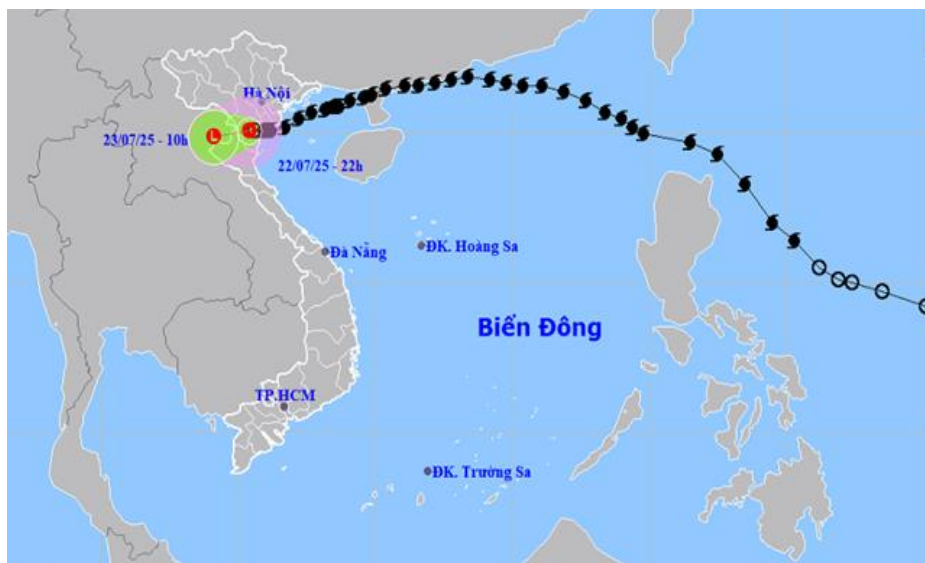 Hà Nội
23/07/25 - 10h
L
22/07/25 - 22h
Đà Nẵng
ĐK. Hoàng Sa
Biển Đông
TP.HCM
ĐK. Trường Sa